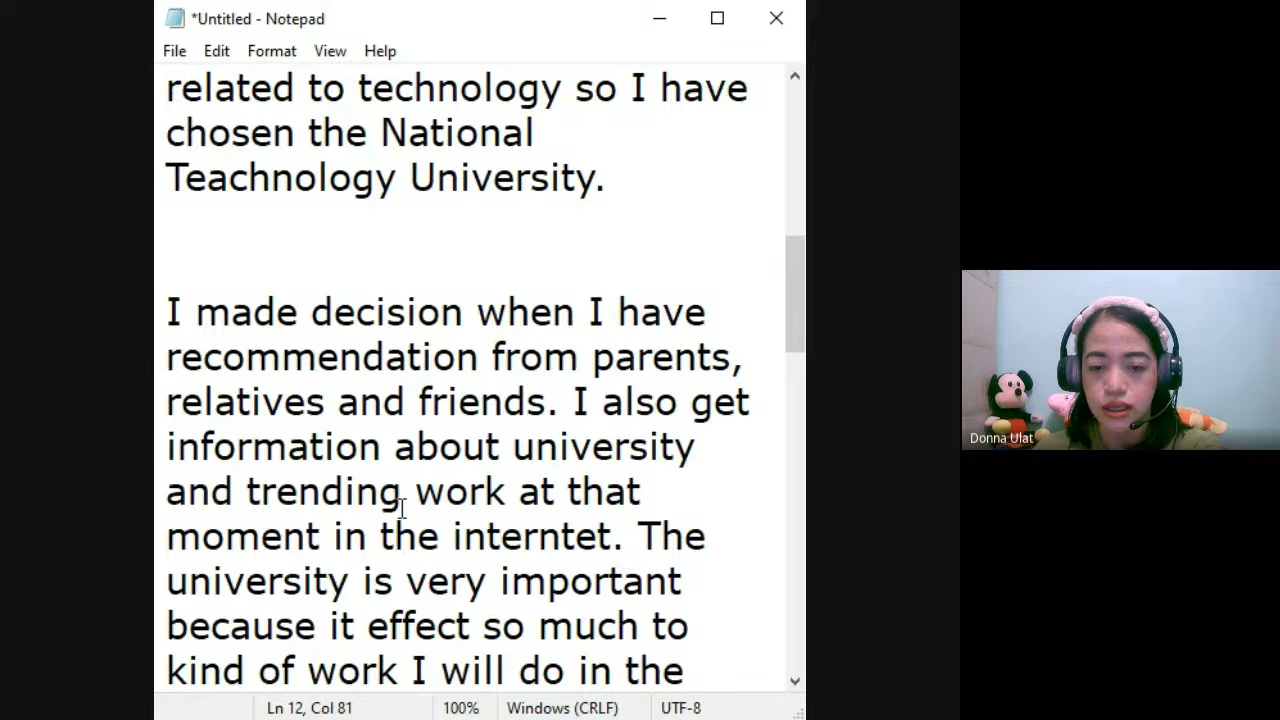 *Untitled - Notepad
File Edit Format View Help
related to technology so I have
chosen the National
Teachnology University.
I made decision when I have
recommendation from parents,
relatives and friends. I also get
information about university
and trending work at that
moment in the interntet. The
university is very important
because it effect so much to
kind of work I will do in the
Ln 12, Col 81 100% Windows (CRLF) UTF-8
Donna Ulat